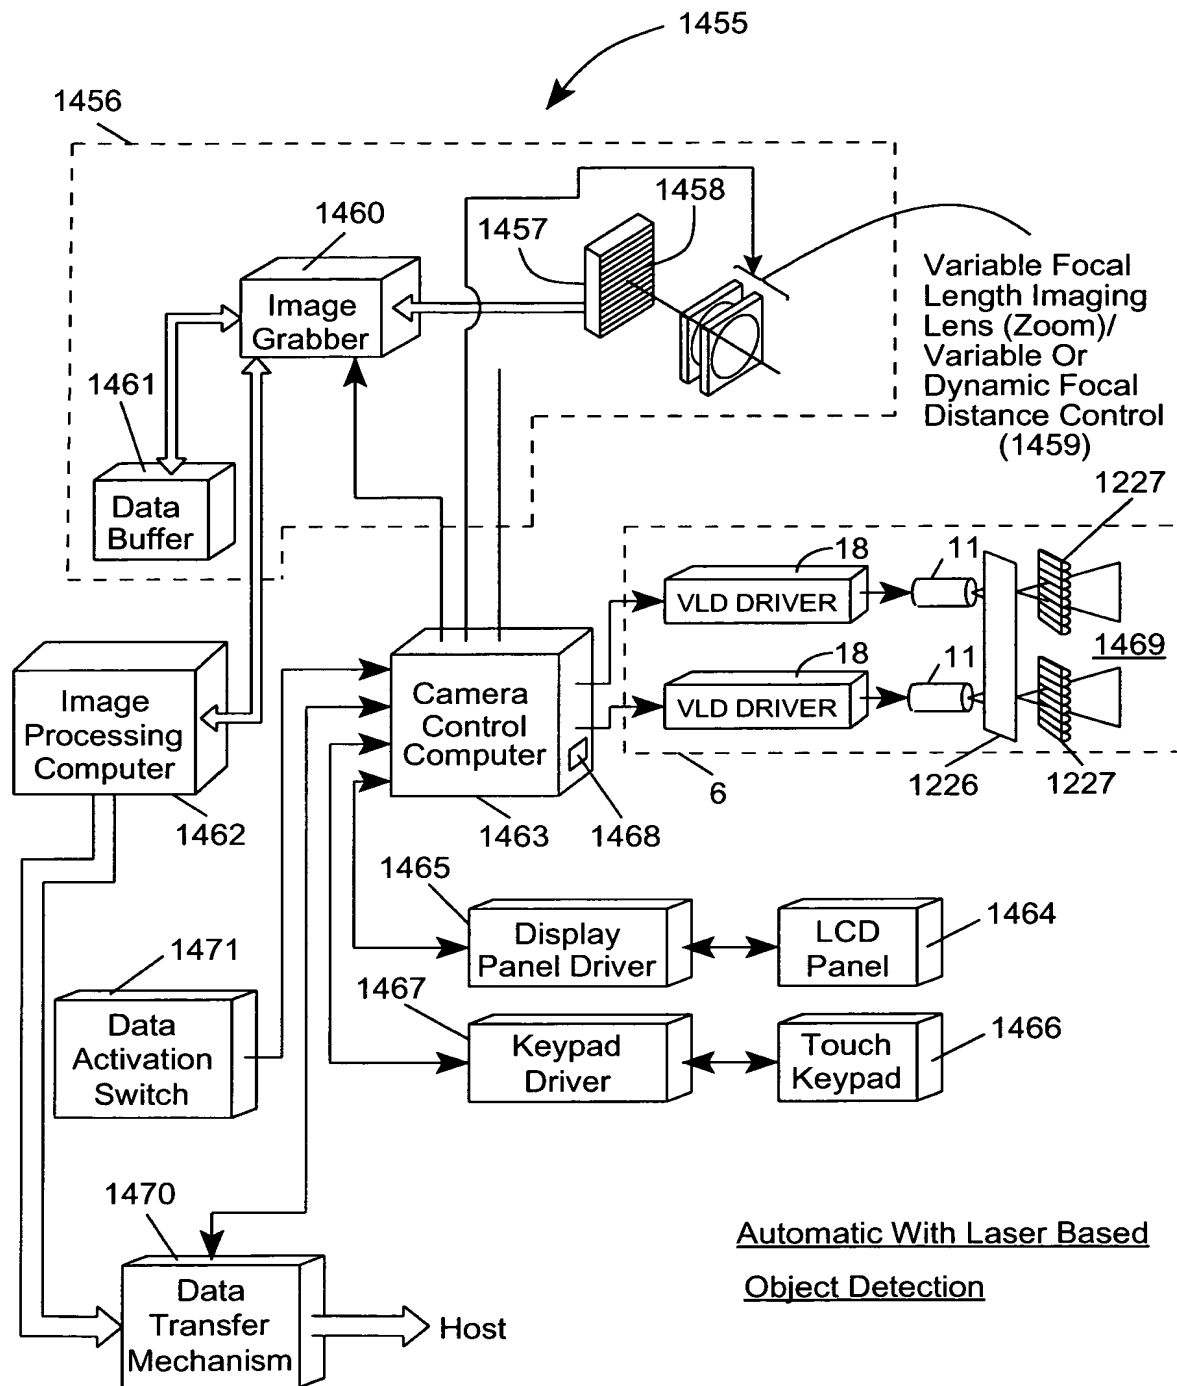 1455
1456
1460
1457
1458
Image
Grabber
Variable Focal
Length Imaging
Lens (Zoom)/
Variable Or
Dynamic Focal
Distance Control
(1459)
1461
Data
Buffer
1227
18
11
VLD DRIVER
18
11
1469
VLD DRIVER
Image
Processing
Computer
Camera
Control
Computer
6
1226
1227
1462
1463
1468
1465
1464
Display
Panel Driver
LCD
Panel
1471
1467
1466
Data
Activation
Switch
Keypad
Driver
Touch
Keypad
1470
Data
Transfer
Mechanism
Host
Automatic With Laser Based
Object Detection